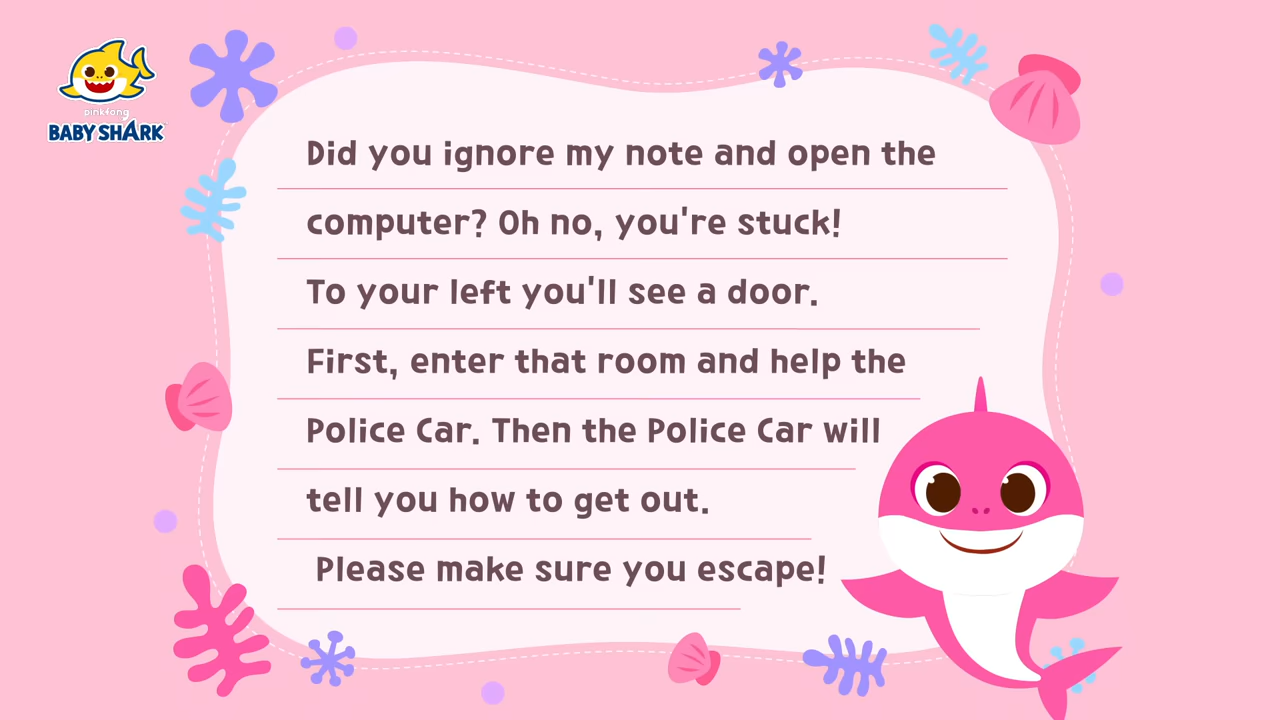 pinkfong
BABY SHARK
Did you ignore my note and open the
computer? Oh no, you're stuck!
To your left you'll see a door.
First, enter that room and help the
Police Car. Then the Police Car will
tell you how to get out.
Please make sure you escape!